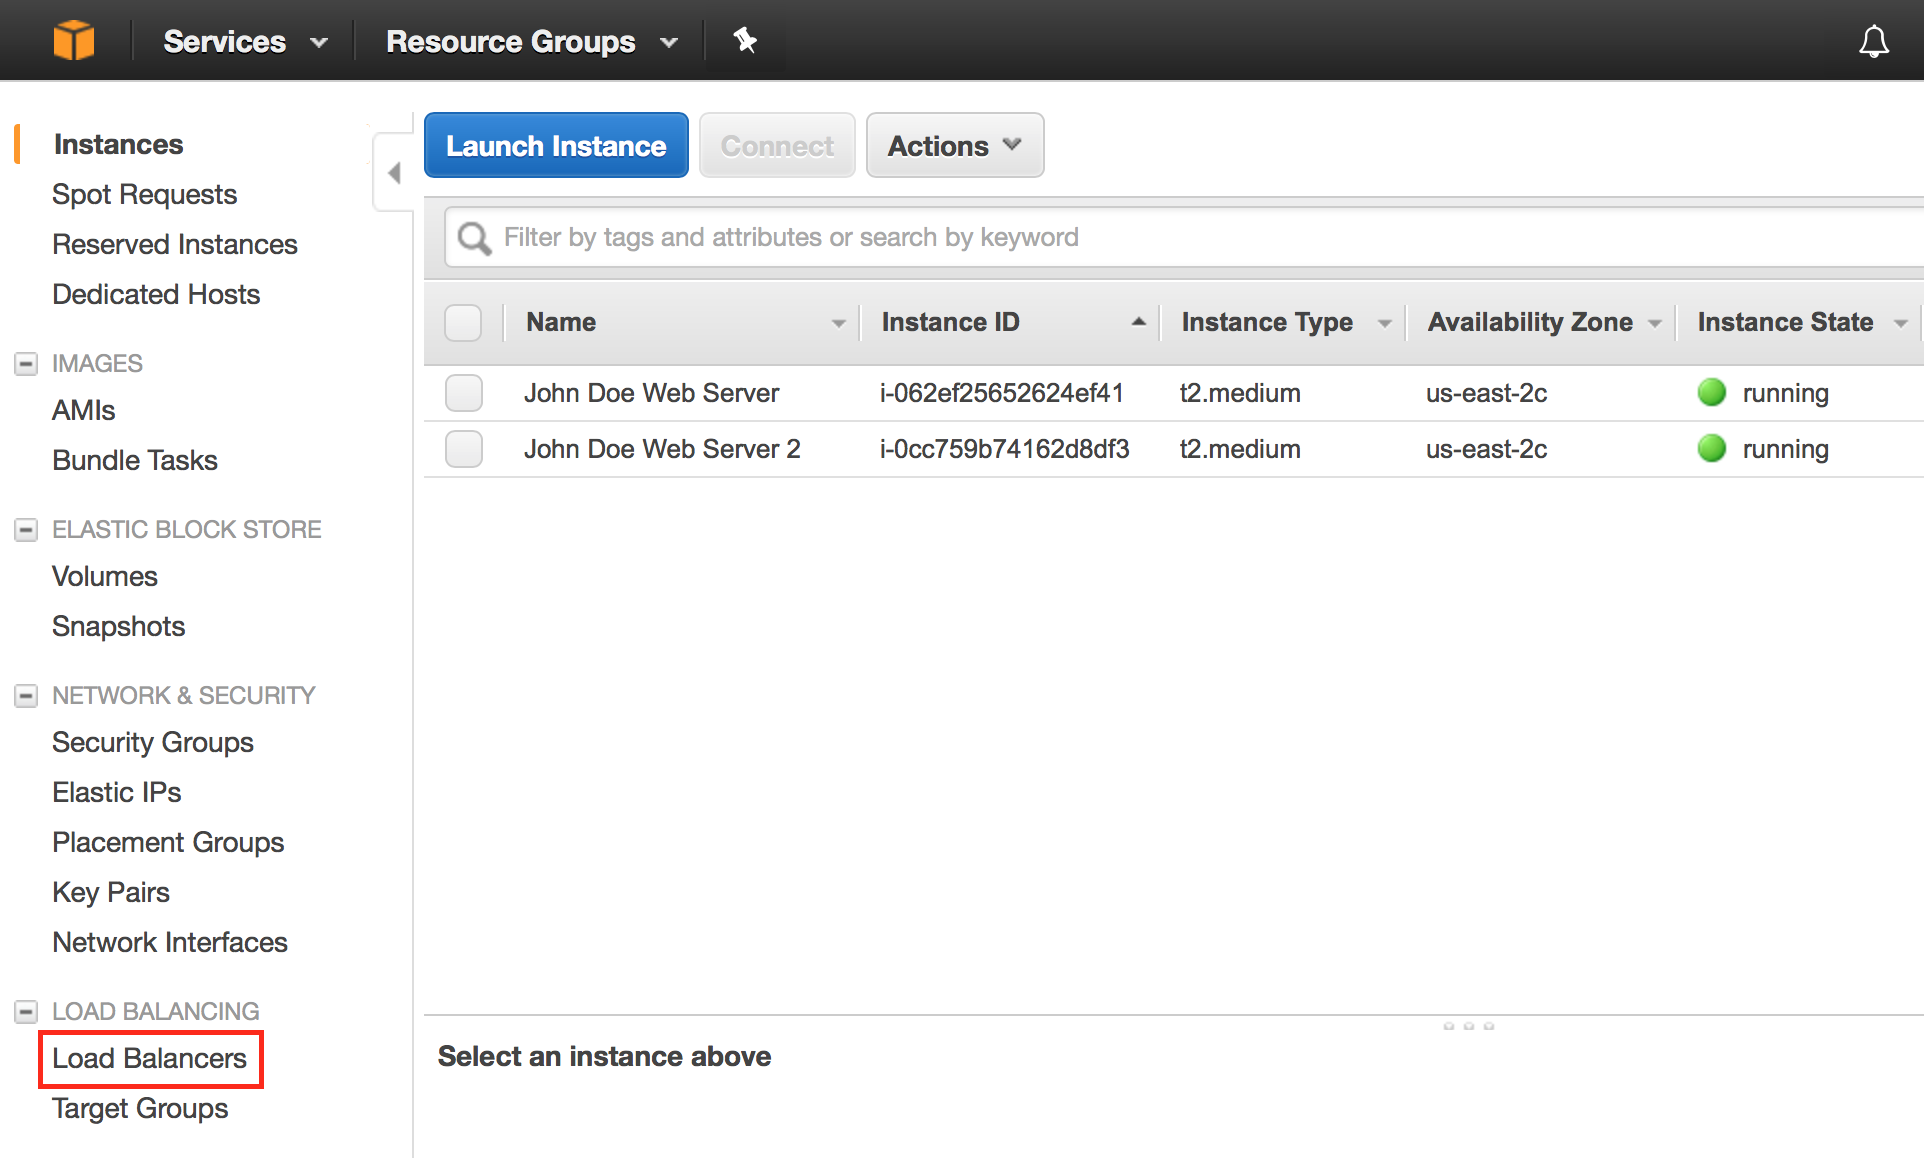 Services
Resource Groups
Instances
Spot Requests
Reserved Instances
Dedicated Hosts
IMAGES
AMIs
Bundle Tasks
ELASTIC BLOCK STORE
Volumes
Snapshots
NETWORK & SECURITY
Security Groups
Elastic IPs
Placement Groups
Key Pairs
Network Interfaces
LOAD BALANCING
Load Balancers
Target Groups
Launch Instance Connect Actions
Filter by tags and attributes or search by keyword
Name Instance ID Instance Type Availability Zone Instance State
John Doe Web Server i-062ef25652624ef41 t2.medium us-east-2c running
John Doe Web Server 2 i-0cc759b74162d8df3 t2.medium us-east-2c running
Select an instance above